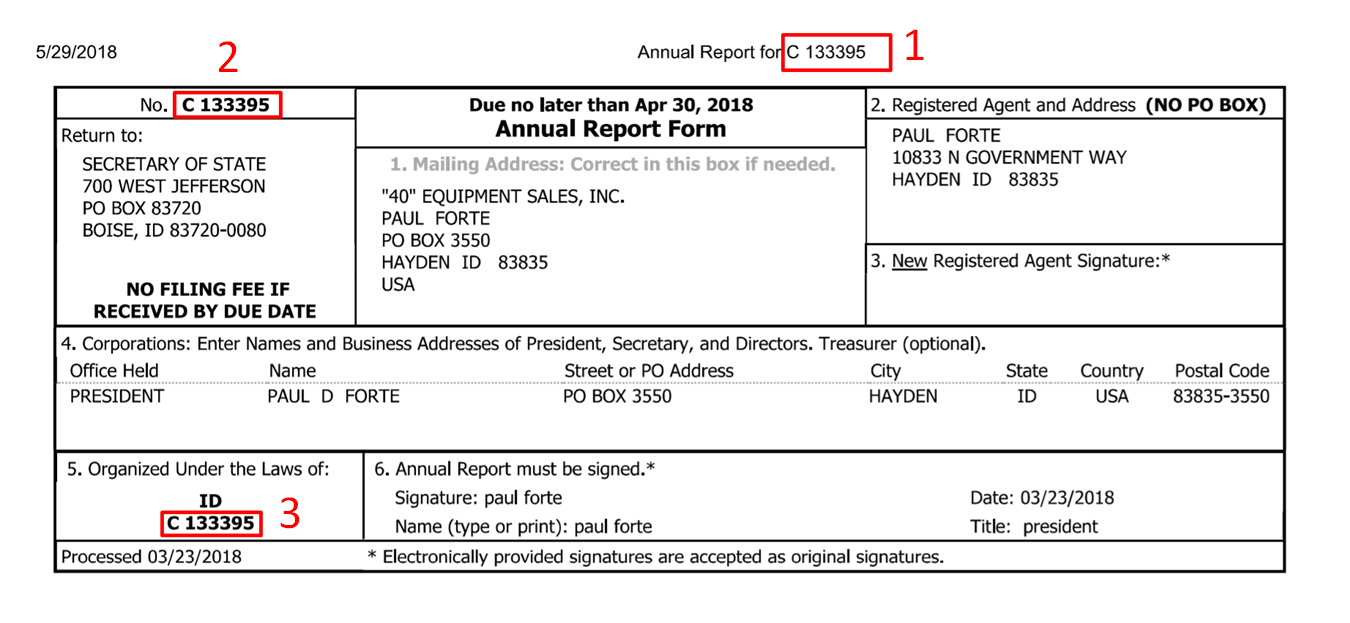 5/29/2018
2
Annual Report for C 133395
1
No. C 133395
Return to:
SECRETARY OF STATE
700 WEST JEFFERSON
PO BOX 83720
BOISE, ID 83720-0080
NO FILING FEE IF
RECEIVED BY DUE DATE
Due no later than Apr 30, 2018
Annual Report Form
1. Mailing Address: Correct in this box if needed.
"40" EQUIPMENT SALES, INC.
PAUL FORTE
PO BOX 3550
HAYDEN ID 83835
USA
2. Registered Agent and Address (NO PO BOX)
PAUL FORTE
10833 N GOVERNMENT WAY
HAYDEN ID 83835
3. New Registered Agent Signature:*
4. Corporations: Enter Names and Business Addresses of President, Secretary, and Directors. Treasurer (optional).
Office Held Name Street or PO Address City State Country Postal Code
PRESIDENT PAUL D FORTE PO BOX 3550 HAYDEN ID USA 83835-3550
5. Organized Under the Laws of:
ID
C 133395
3
6. Annual Report must be signed.*
Signature: paul forte Date: 03/23/2018
Name (type or print): paul forte Title: president
Processed 03/23/2018
* Electronically provided signatures are accepted as original signatures.